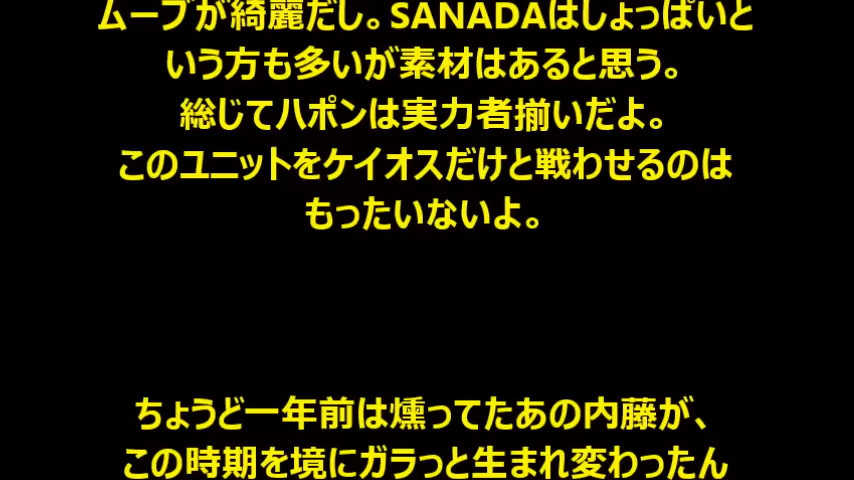 ムーブが綺麗だし。SANADAはしょっぱいと
いう方も多いが素材はあると思う。
総じてハポンは実力者揃いだよ。
このユニットをケイオスだけと戦わせるのは
もったいないよ。
ちょうど一年前は燻ってたあの内藤が、
この時期を境にガラっと生まれ変わったん